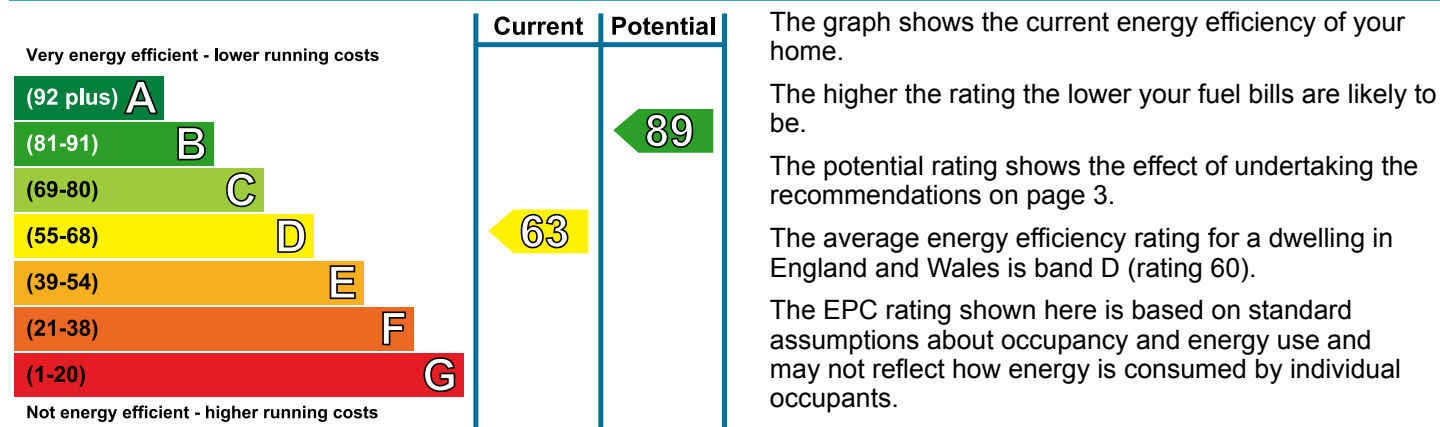 Current Potential
Very energy efficient - lower running costs
(92 plus) A
(81-91) B
89
(69-80) C
(55-68) D
63
(39-54) E
(21-38) F
(1-20) G
Not energy efficient - higher running costs
The graph shows the current energy efficiency of your
home.
The higher the rating the lower your fuel bills are likely to
be.
The potential rating shows the effect of undertaking the
recommendations on page 3.
The average energy efficiency rating for a dwelling in
England and Wales is band D (rating 60).
The EPC rating shown here is based on standard
assumptions about occupancy and energy use and
may not reflect how energy is consumed by individual
occupants.